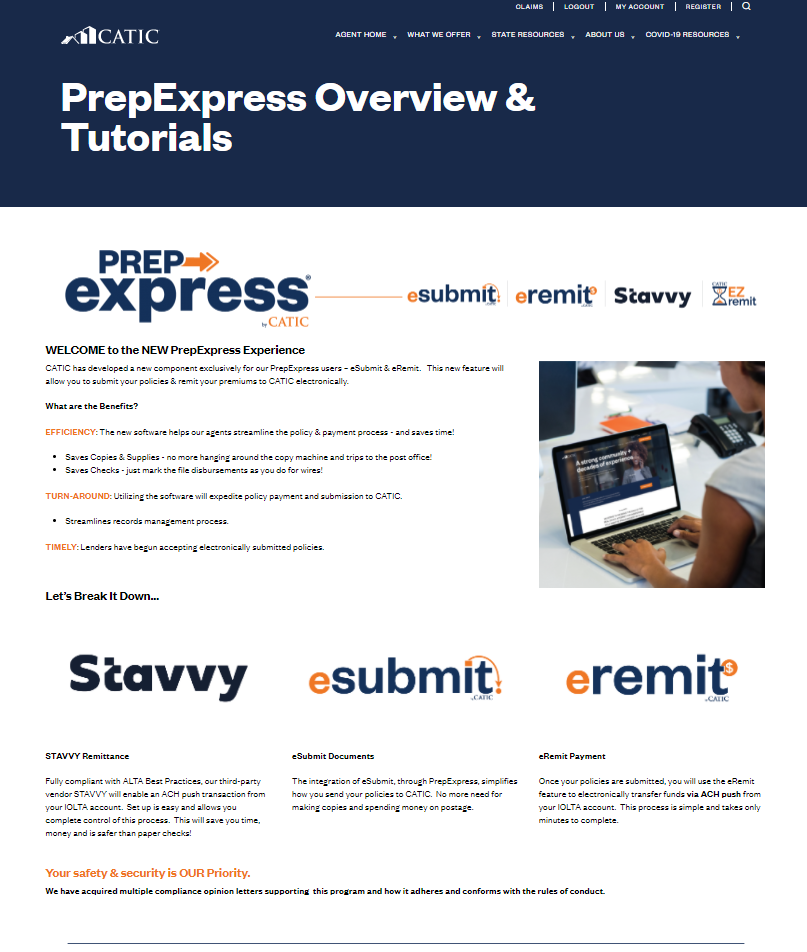 CLAIMS LOGOUT MY ACCOUNT REGISTER
CATIC
AGENT HOME WHAT WE OFFER STATE RESOURCES ABOUT US COVID-19 RESOURCES
PrepExpress Overview &
Tutorials
PREP
express®
by CATIC
esubmit
eremit
Stavvy
CATIC
EZ
remit
WELCOME to the NEW PrepExpress Experience
CATIC has developed a new component exclusively for our PrepExpress users – eSubmit & eRemit. This new feature will
allow you to submit your policies & remit your premiums to CATIC electronically.
What are the Benefits?
EFFICIENCY: The new software helps our agents streamline the policy & payment process - and saves time!
• Saves Copies & Supplies - no more hanging around the copy machine and trips to the post office!
• Saves Checks - just mark the file disbursements as you do for wires!
TURN-AROUND: Utilizing the software will expedite policy payment and submission to CATIC.
• Streamlines records management process.
TIMELY: Lenders have begun accepting electronically submitted policies.
A strong community +
decades of experience
Let's Break It Down...
Stavvy
esubmit
by CATIC
eremit$
by CATIC
STAVVY Remittance
Fully compliant with ALTA Best Practices, our third-party
vendor STAVVY will enable an ACH push transaction from
your IOLTA account. Set up is easy and allows you
complete control of this process. This will save you time,
money and is safer than paper checks!
eSubmit Documents
The integration of eSubmit, through PrepExpress, simplifies
how you send your policies to CATIC. No more need for
making copies and spending money on postage.
eRemit Payment
Once your policies are submitted, you will use the eRemit
feature to electronically transfer funds via ACH push from
your IOLTA account. This process is simple and takes only
minutes to complete.
Your safety & security is OUR Priority.
We have acquired multiple compliance opinion letters supporting this program and how it adheres and conforms with the rules of conduct.